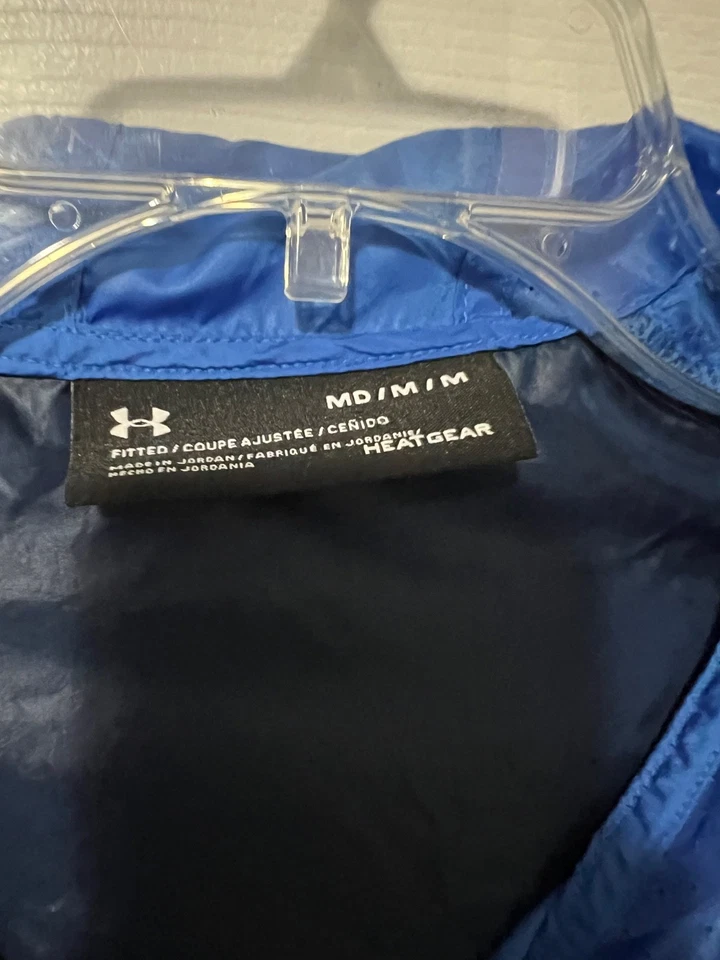 MD / M / M
FITTED / COUPE AJUSTÉE / CEÑIDO
MADE IN JORDAN / FABRIQUÉ EN JORDANIE/
HECHO EN JORDANIA
HEATGEAR